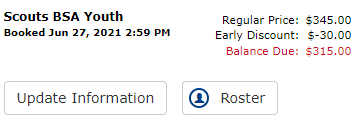 Scouts BSA Youth
Booked Jun 27, 2021 2:59 PM
Regular Price: $345.00
Early Discount: $-30.00
Balance Due: $315.00
Update Information
Roster